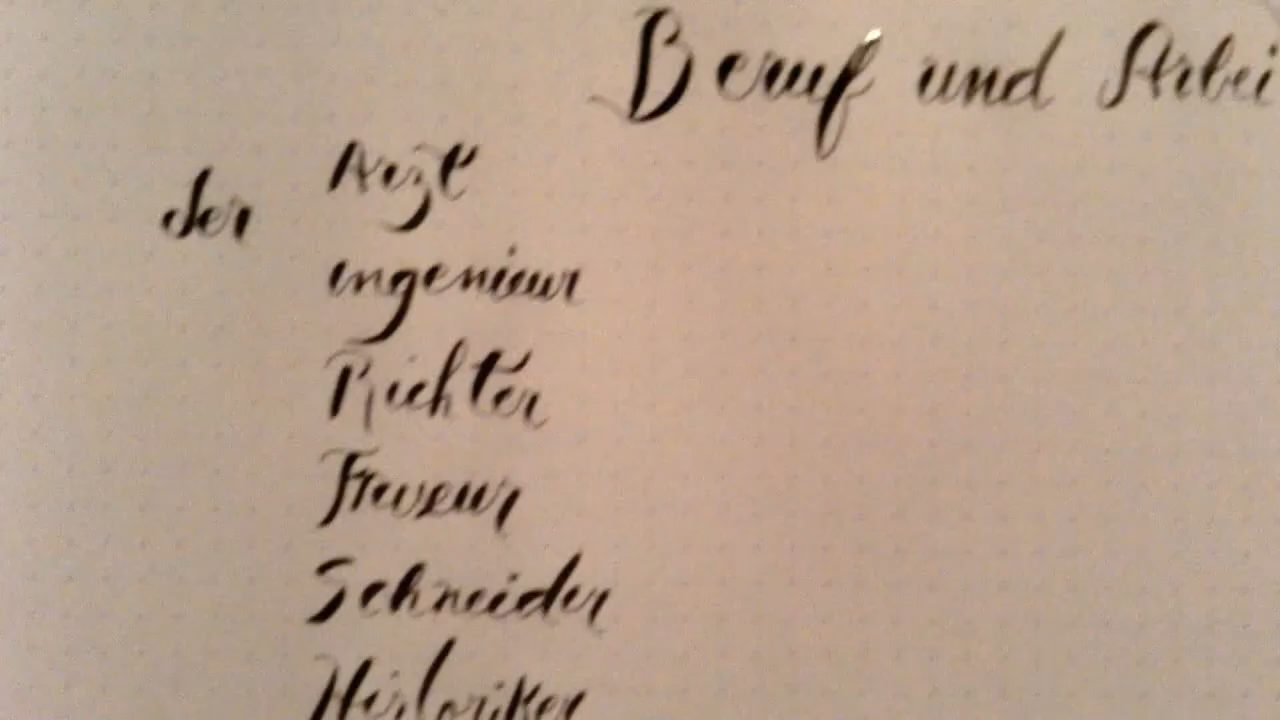 Beruf und Arbei
Arzt
der
ingenieur
Richter
Friseur
Schneider
Historiker